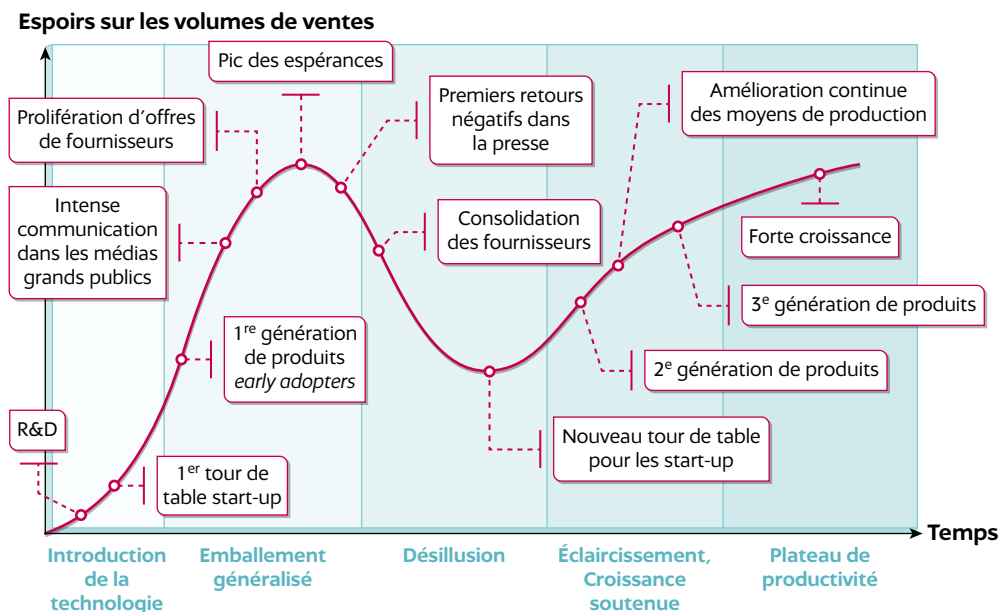 Espoirs sur les volumes de ventes
Pic des espérances
Prolifération d'offres
de fournisseurs
Premiers retours
négatifs dans
la presse
Amélioration continue
des moyens de production
Intense
communication
dans les médias
grands publics
Consolidation
des fournisseurs
Forte croissance
3e génération de produits
1re génération
de produits
early adopters
2e génération de produits
R&D
1er tour de
table start-up
Nouveau tour de table
pour les start-up
Temps
Introduction
de la
technologie
Emballement
généralisé
Désillusion
Éclaircissement,
Croissance
soutenue
Plateau de
productivité